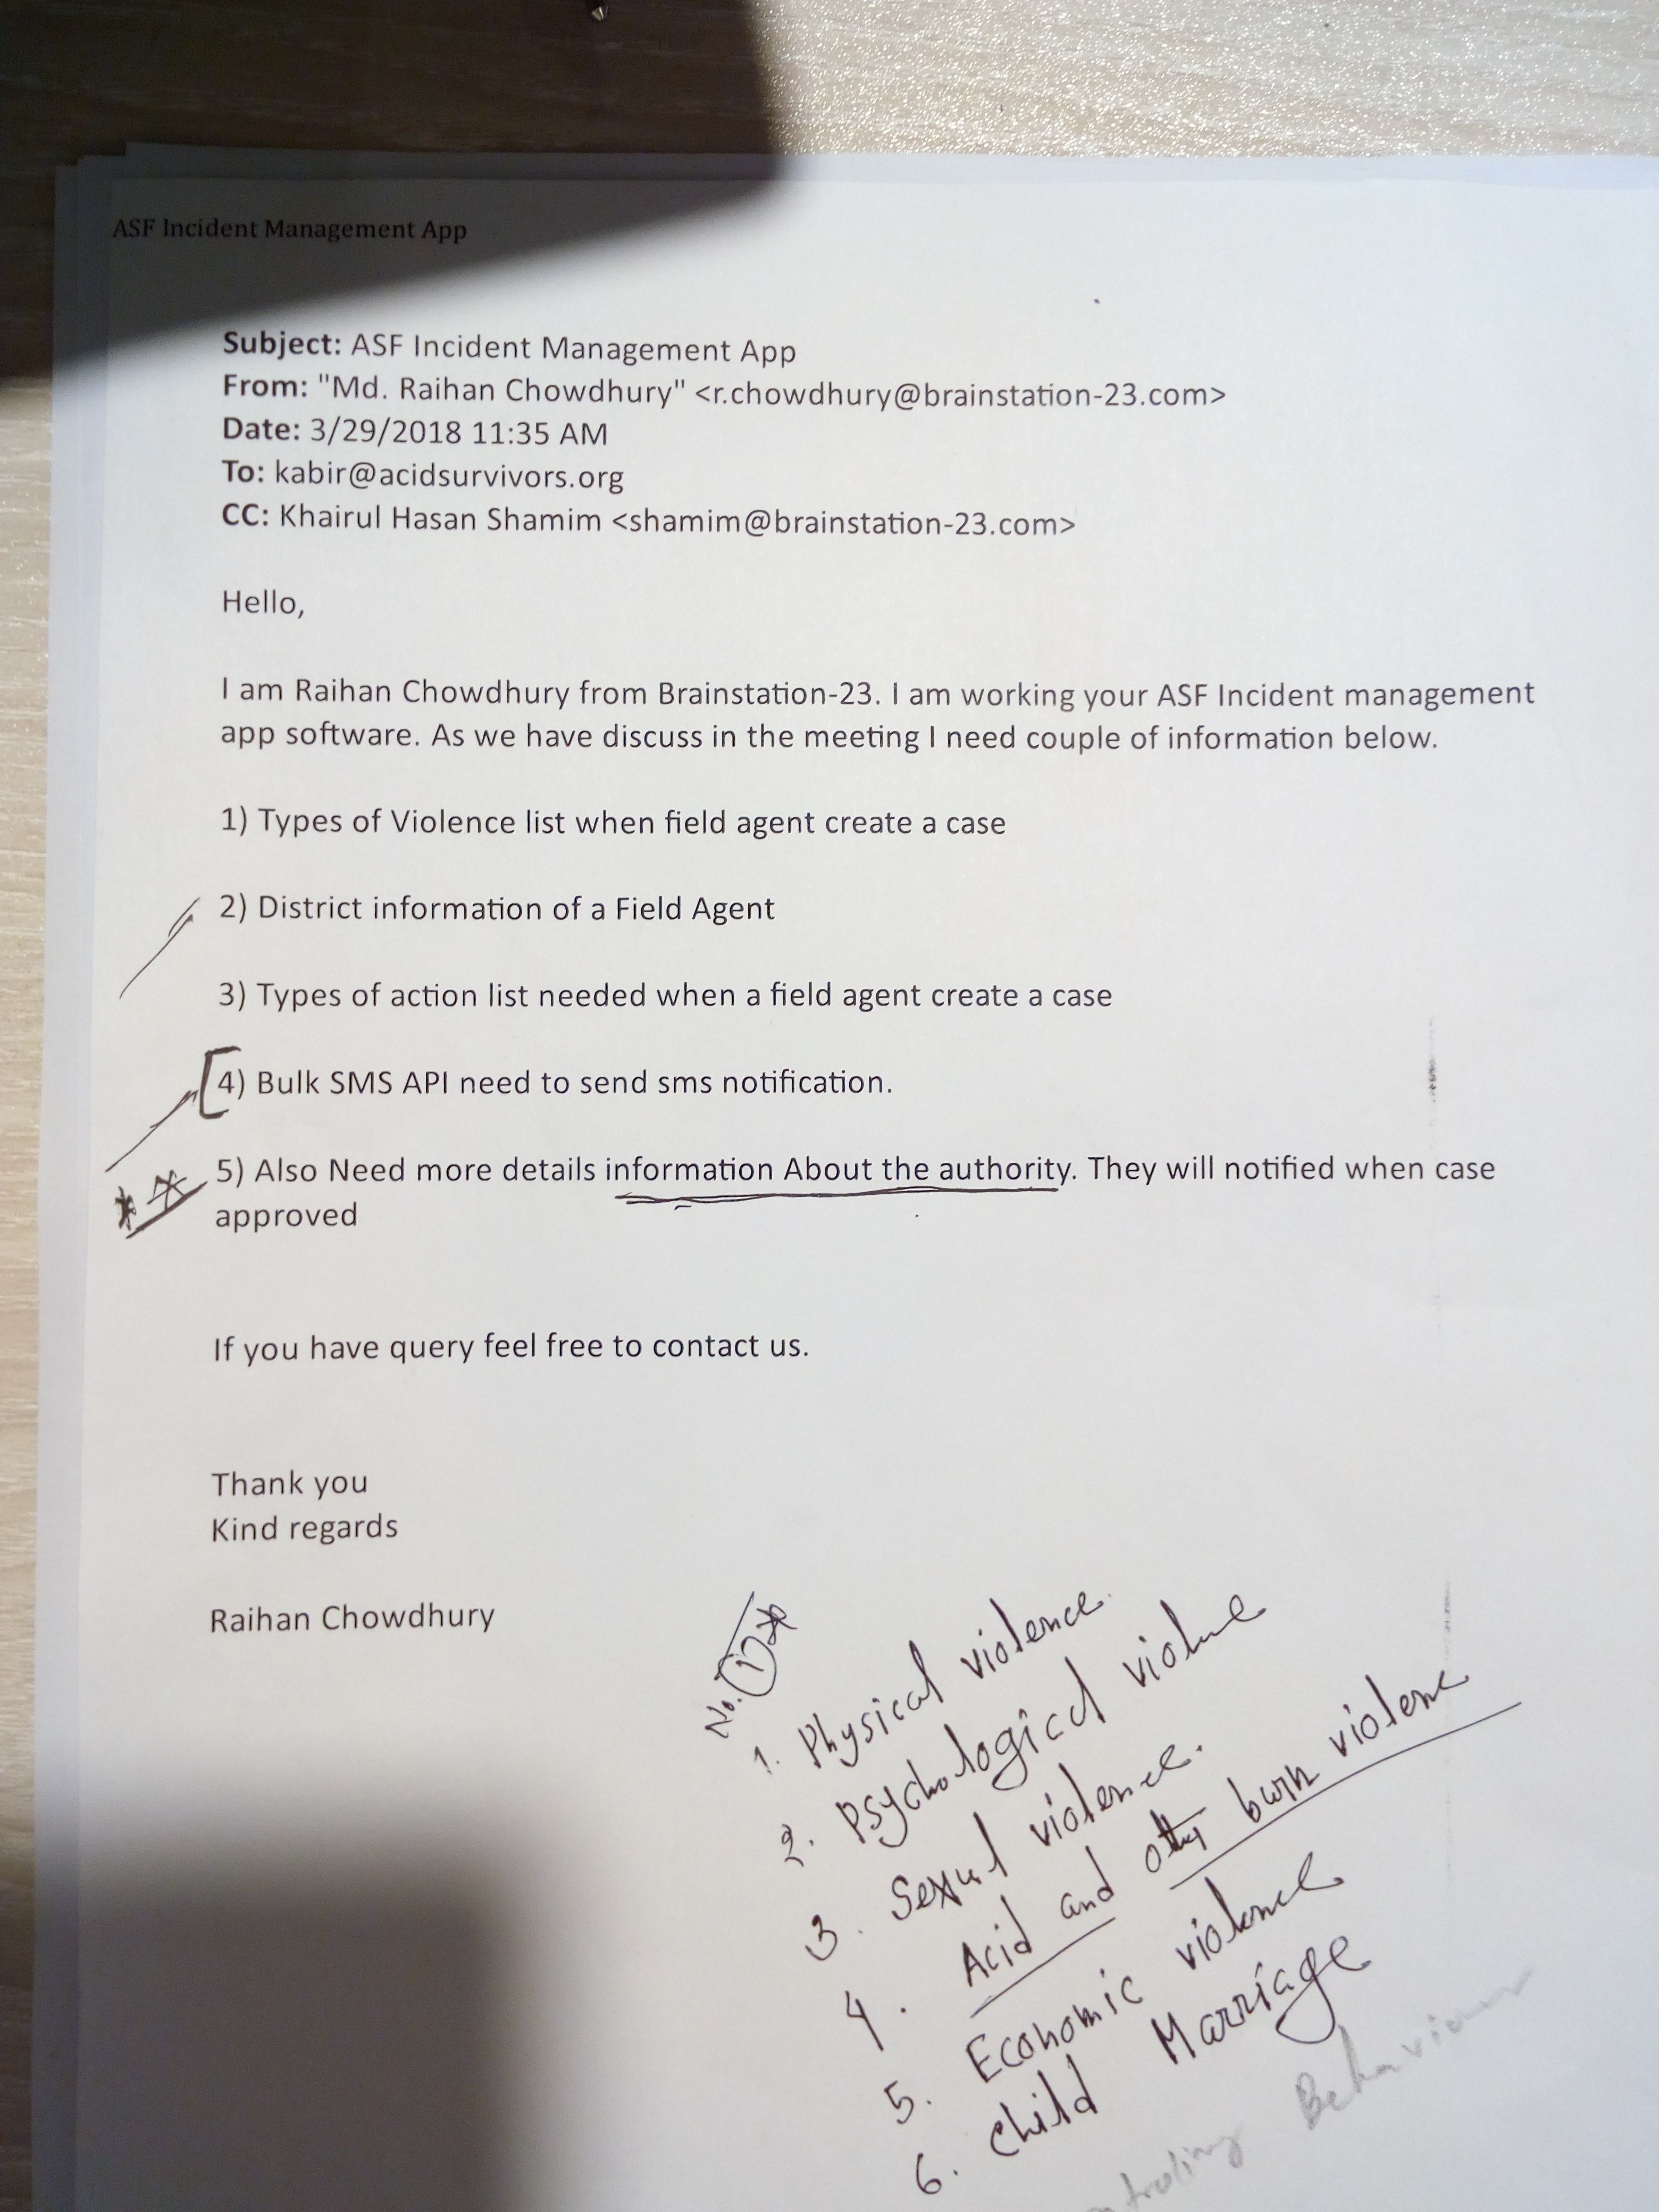 ASF Incident Management App
Subject: ASF Incident Management App
From: "Md. Raihan Chowdhury" <r.chowdhury@brainstation-23.com>
Date: 3/29/2018 11:35 AM
To: kabir@acidsurvivors.org
CC: Khairul Hasan Shamim <shamim@brainstation-23.com>
Hello,
I am Raihan Chowdhury from Brainstation-23. I am working your ASF Incident management
app software. As we have discuss in the meeting I need couple of information below.
1) Types of Violence list when field agent create a case
2) District information of a Field Agent
3) Types of action list needed when a field agent create a case
4) Bulk SMS API need to send sms notification.
5) Also Need more details information About the authority. They will notified when case
approved
If you have query feel free to contact us.
Thank you
Kind regards
Raihan Chowdhury
No. 1
1. Physical violence.
2. Psychological violence
3. Sexual violence.
4. Acid and other burn violence
5. Economic violence
6. Child Marriage
Behaviour